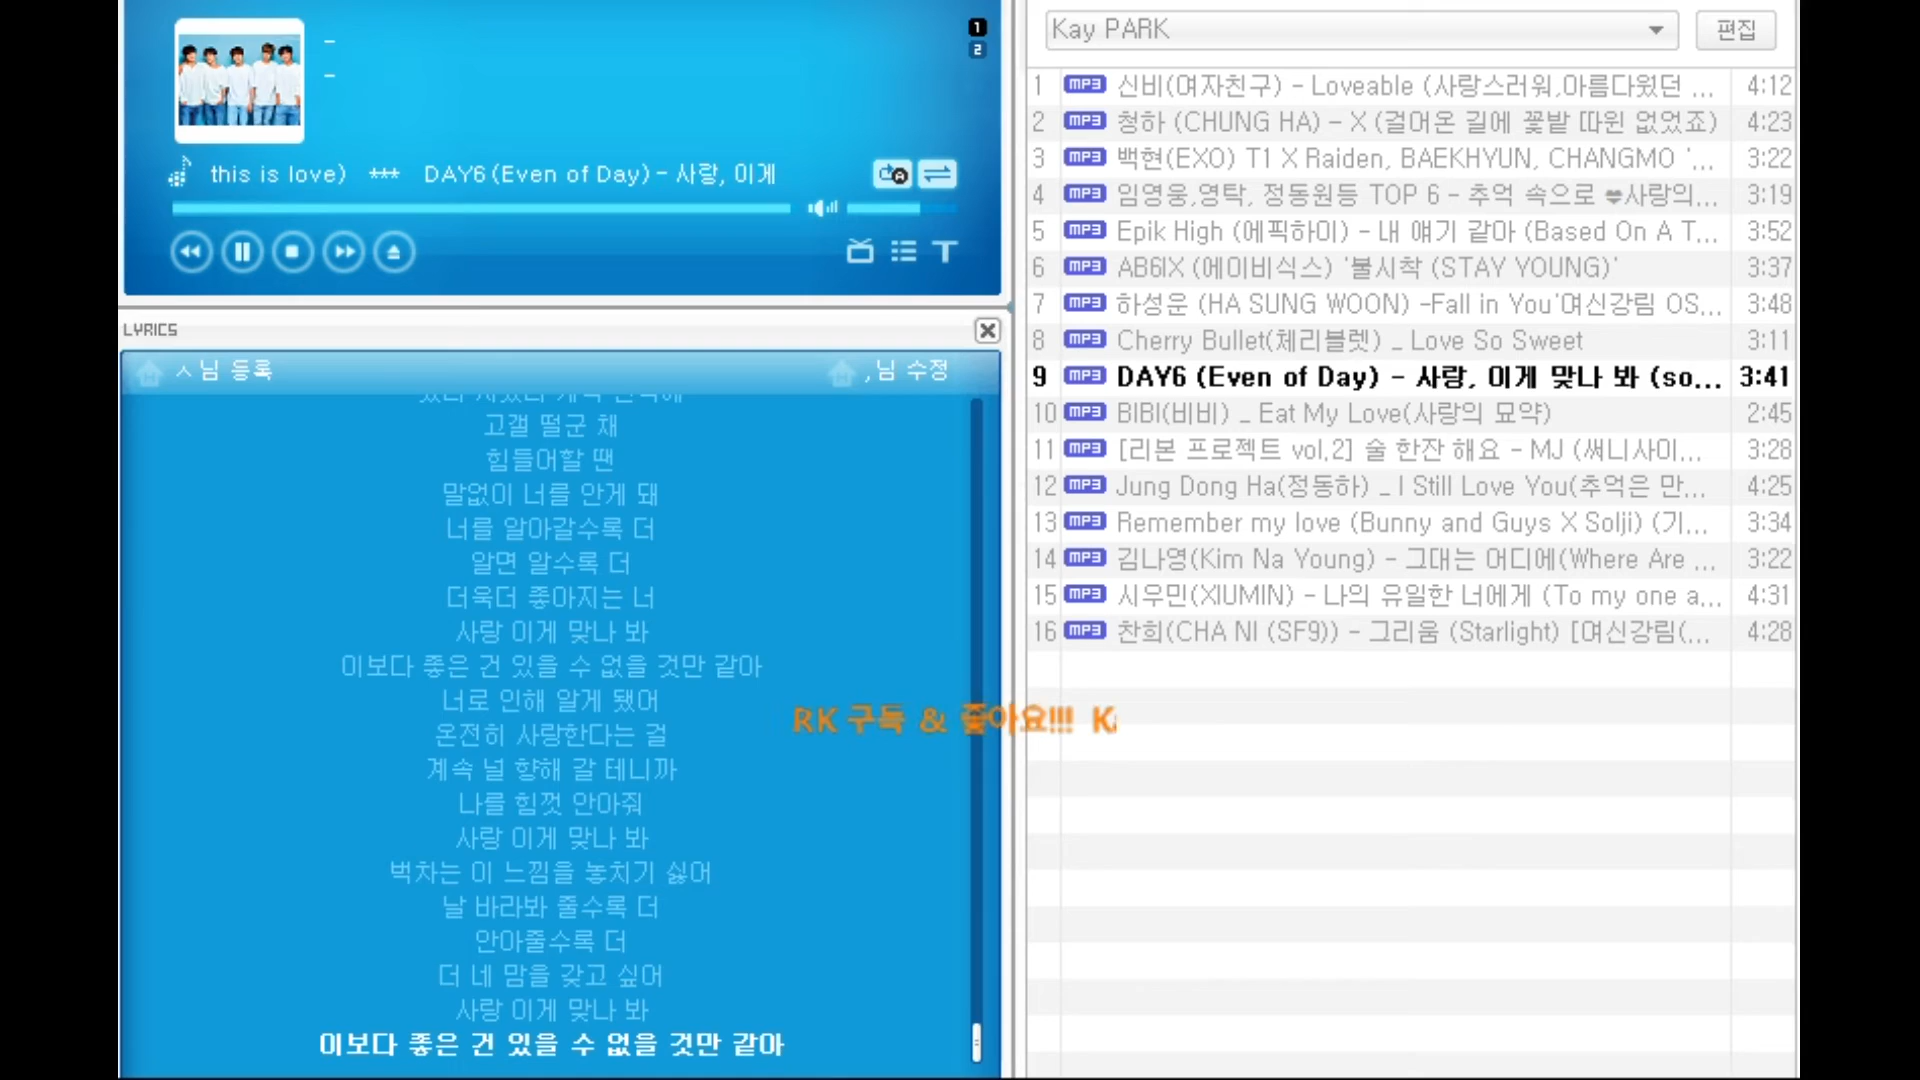 1
2
this is love) *** DAY6 (Even of Day) - 사랑, 이게
LYRICS
ㅅ님 등록
,님 수정
고갤 떨군 채
힘들어할 땐
말없이 너를 안게 돼
너를 알아갈수록 더
알면 알수록 더
더욱더 좋아지는 너
사랑 이게 맞나 봐
이보다 좋은 건 있을 수 없을 것만 같아
너로 인해 알게 됐어
온전히 사랑한다는 걸
계속 널 향해 갈 테니까
나를 힘껏 안아줘
사랑 이게 맞나 봐
벅차는 이 느낌을 놓치기 싫어
날 바라봐 줄수록 더
안아줄수록 더
더 네 맘을 갖고 싶어
사랑 이게 맞나 봐
이보다 좋은 건 있을 수 없을 것만 같아
RK 구독 & 좋아요!!! K
Kay PARK
편집
1 MP3 신비(여자친구) - Loveable (사랑스러워,아름다웠던 ... 4:12
2 MP3 청하 (CHUNG HA) - X (걸어온 길에 꽃밭 따윈 없었죠) 4:23
3 MP3 백현(EXO) T1 X Raiden, BAEKHYUN, CHANGMO '... 3:22
4 MP3 임영웅,영탁, 정동원등 TOP 6 - 추억 속으로 ❤사랑의... 3:19
5 MP3 Epik High (에픽하이) - 내 얘기 같아 (Based On A T... 3:52
6 MP3 AB6IX (에이비식스) '불시착 (STAY YOUNG)' 3:37
7 MP3 하성운 (HA SUNG WOON) -Fall in You'여신강림 OS... 3:48
8 MP3 Cherry Bullet(체리블렛) _ Love So Sweet 3:11
9 MP3 DAY6 (Even of Day) - 사랑, 이게 맞나 봐 (so... 3:41
10 MP3 BIBI(비비) _ Eat My Love(사랑의 묘약) 2:45
11 MP3 [리본 프로젝트 vol.2] 술 한잔 해요 - MJ (써니사이... 3:28
12 MP3 Jung Dong Ha(정동하) _ I Still Love You(추억은 만... 4:25
13 MP3 Remember my love (Bunny and Guys X Solji) (기... 3:34
14 MP3 김나영(Kim Na Young) - 그대는 어디에(Where Are ... 3:22
15 MP3 시우민(XIUMIN) - 나의 유일한 너에게 (To my one a... 4:31
16 MP3 찬희(CHA NI (SF9)) - 그리움 (Starlight) [여신강림(... 4:28